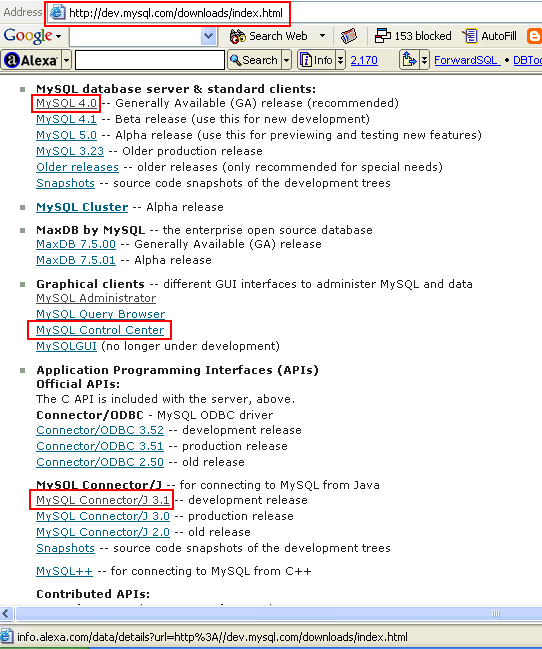 Address http://dev.mysql.com/downloads/index.html
Google Search Web 153 blocked AutoFill
Alexa Search Info 2,170 ForwardSQL • DBToo
MySQL database server & standard clients:
MySQL 4.0 -- Generally Available (GA) release (recommended)
MySQL 4.1 -- Beta release (use this for new development)
MySQL 5.0 -- Alpha release (use this for previewing and testing new features)
MySQL 3.23 -- Older production release
Older releases -- older releases (only recommended for special needs)
Snapshots -- source code snapshots of the development trees
MySQL Cluster -- Alpha release
MaxDB by MySQL -- the enterprise open source database
MaxDB 7.5.00 -- Generally Available (GA) release
MaxDB 7.5.01 -- Alpha release
Graphical clients -- different GUI interfaces to administer MySQL and data
MySQL Administrator
MySQL Query Browser
MySQL Control Center
MySQLGUI (no longer under development)
Application Programming Interfaces (APIs)
Official APIs:
The C API is included with the server, above.
Connector/ODBC - MySQL ODBC driver
Connector/ODBC 3.52 -- development release
Connector/ODBC 3.51 -- production release
Connector/ODBC 2.50 -- old release
MySQL Connector/J -- for connecting to MySQL from Java
MySQL Connector/J 3.1 -- development release
MySQL Connector/J 3.0 -- production release
MySQL Connector/J 2.0 -- old release
Snapshots -- source code snapshots of the development trees
MySQL++ -- for connecting to MySQL from C++
Contributed APIs:
info.alexa.com/data/details?url=http%3A//dev.mysql.com/downloads/index.html